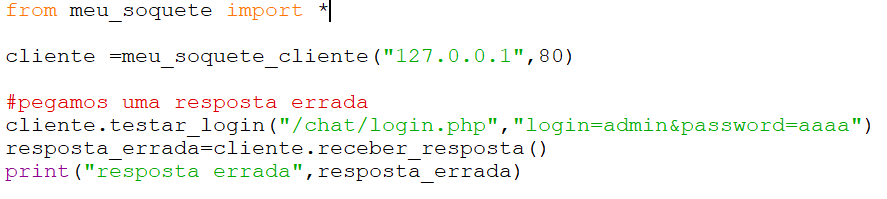 from meu_soquete import *
cliente =meu_soquete_cliente("127.0.0.1",80)
#pegamos uma resposta errada
cliente.testar_login("/chat/login.php","login=admin&password=aaaa")
resposta_errada=cliente.receber_resposta()
print("resposta errada",resposta_errada)